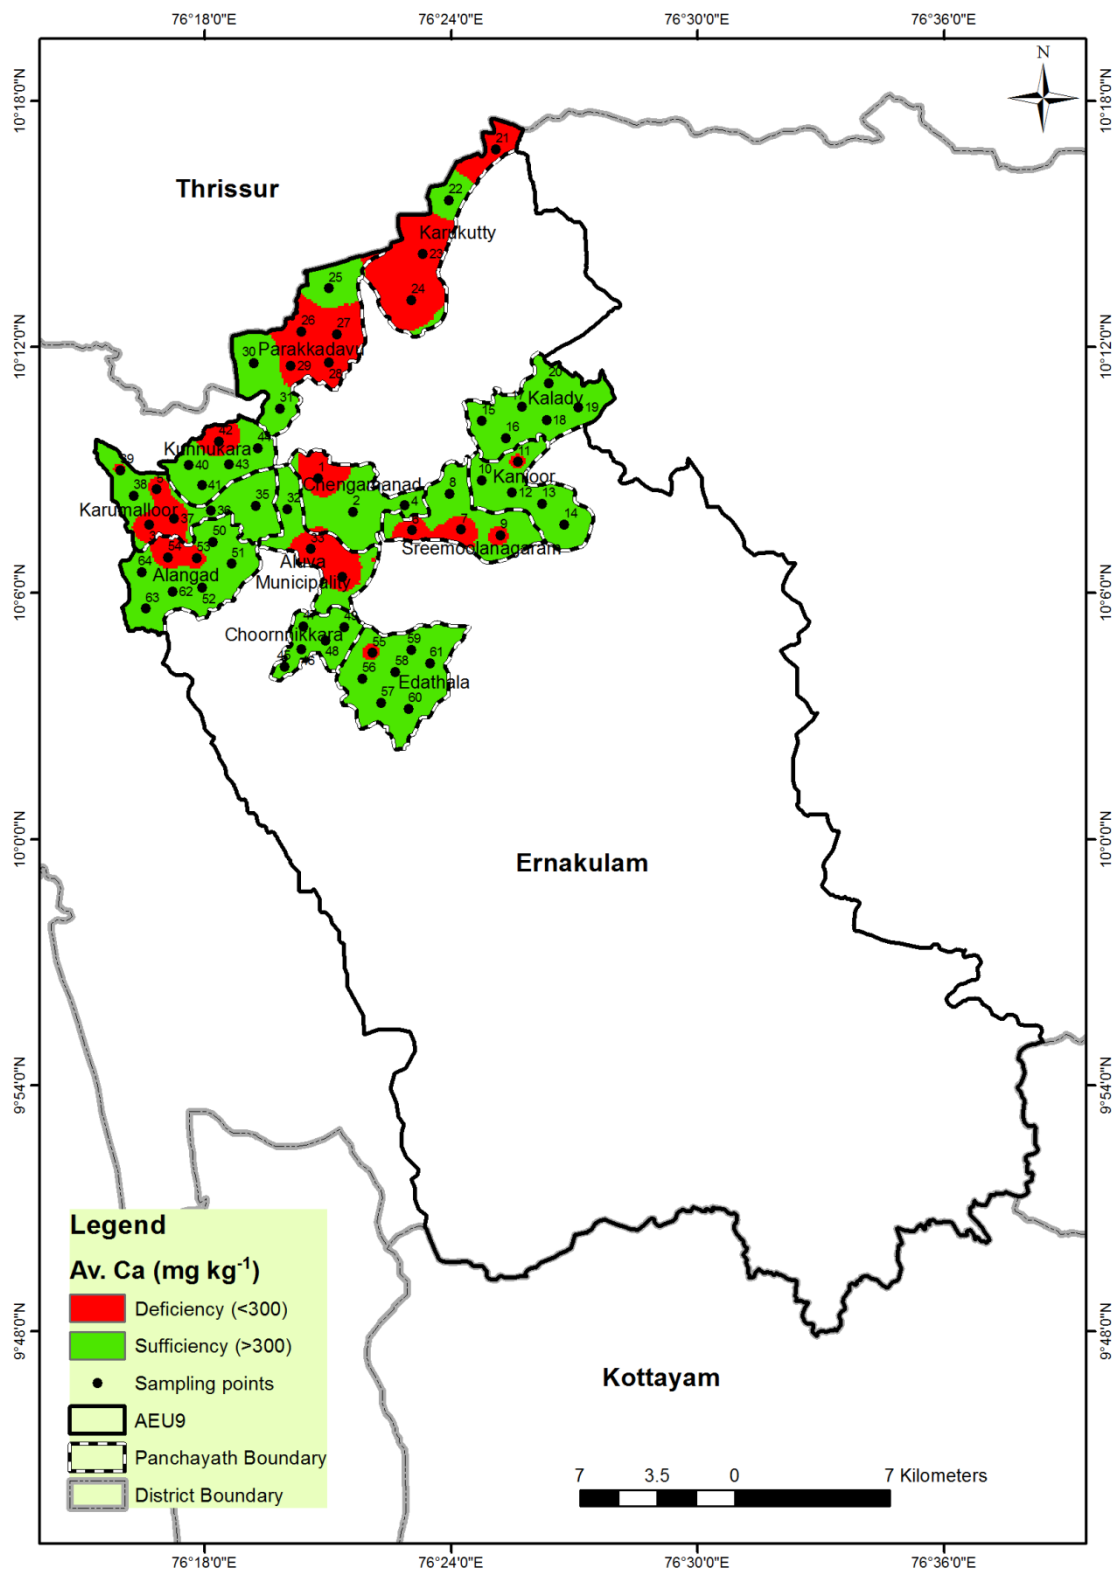 76°18'0"E 76°24'0"E 76°30'0"E 76°36'0"E
N
10°18'0"N 10°18'0"N
21
Thrissur
22
Karukutty
23
25
24
26 27
10°12'0"N 10°12'0"N
30 Parakkadavu
29 28
20
31 Kalady
15 19
42 16 18
Kunnukara 44
11
39 40 43 1 10 Kanjoor
38 5 Chengamanad 8
41 35 32 12 13
Karumalloor 37 36 2 4
6 7 9 14
3 50 33
54 53 Sreemoolanagaram
64 Alangad 51 Aluva
62 52 Municipality
10°6'0"N 10°6'0"N
63
47 49
Choornnikkara 55 59
45 46 48 58 61
56 Edathala
57 60
10°0'0"N 10°0'0"N
Ernakulam
9°54'0"N 9°54'0"N
Legend
Av. Ca (mg kg-1)
Deficiency (<300)
Sufficiency (>300)
Sampling points
AEU9
Panchayath Boundary
District Boundary
9°48'0"N 9°48'0"N
Kottayam
7 3.5 0 7 Kilometers
76°18'0"E 76°24'0"E 76°30'0"E 76°36'0"E